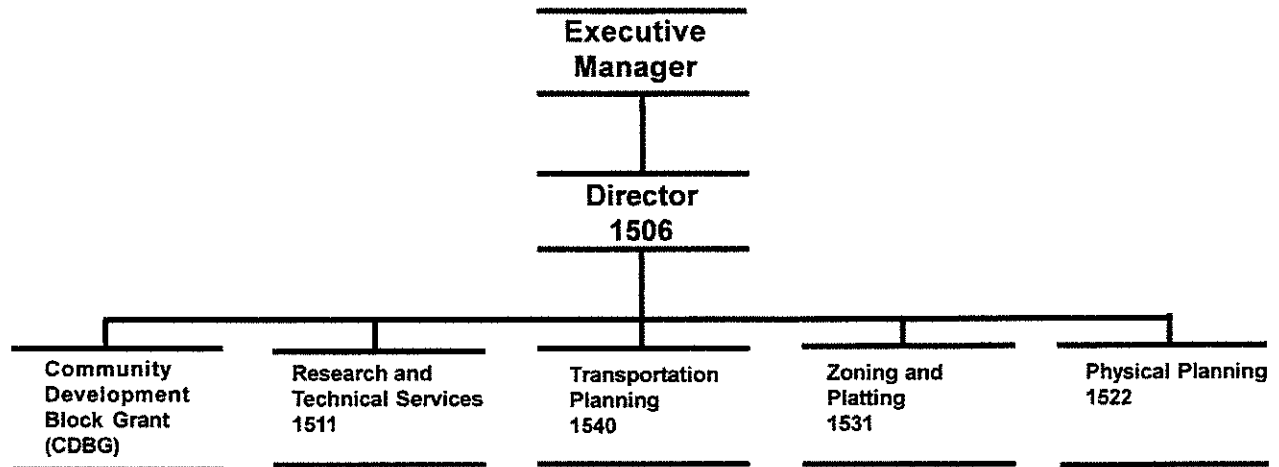 Executive
Manager
Director
1506
Community
Development
Block Grant
(CDBG)
Research and
Technical Services
1511
Transportation
Planning
1540
Zoning and
Platting
1531
Physical Planning
1522